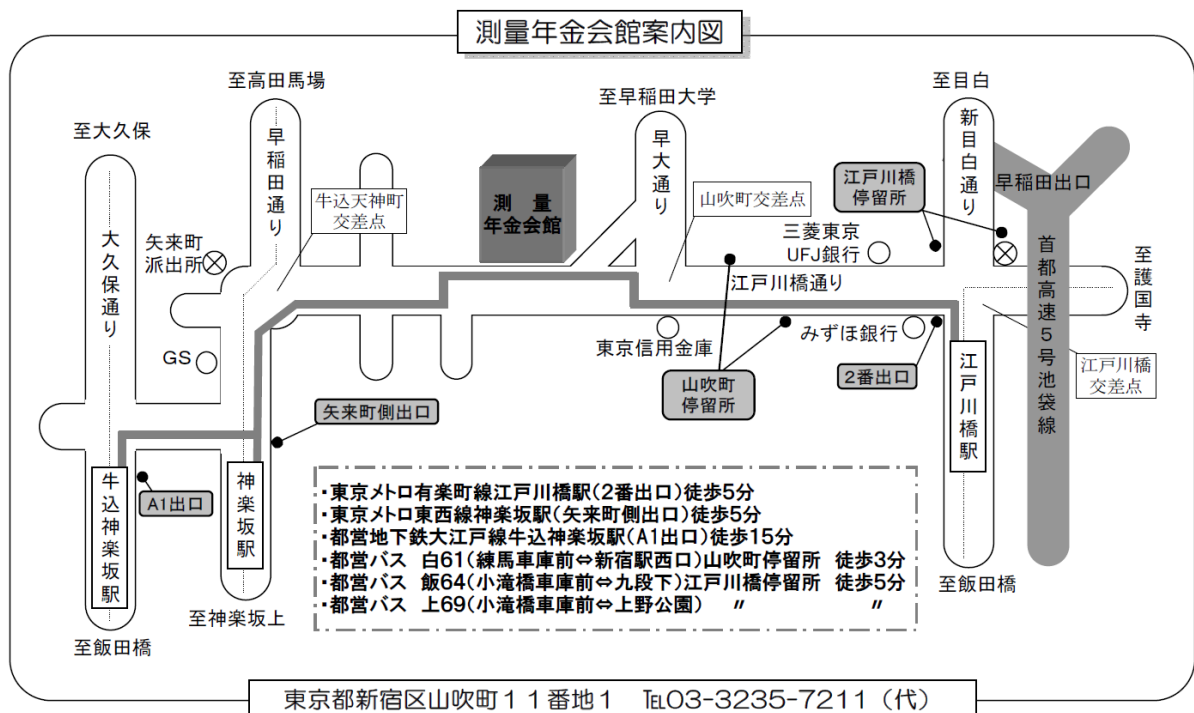 測量年金会館案内図
至高田馬場
至早稲田大学
至目白
至大久保
早稲田通り
早大通り
新目白通り
江戸川橋
停留所
早稲田出口
牛込天神町
交差点
測 量
年金会館
山吹町交差点
大久保通り
矢来町
派出所
三菱東京
UFJ銀行
首都高速5号池袋線
至護国寺
江戸川橋通り
GS
東京信用金庫
みずほ銀行
山吹町
停留所
2番出口
江戸川橋駅
江戸川橋
交差点
矢来町側出口
牛込神楽坂駅
A1出口
神楽坂駅
・東京メトロ有楽町線江戸川橋駅(2番出口)徒歩5分
・東京メトロ東西線神楽坂駅(矢来町側出口)徒歩5分
・都営地下鉄大江戸線牛込神楽坂駅(A1出口)徒歩15分
・都営バス 白61(練馬車庫前⇔新宿駅西口)山吹町停留所 徒歩3分
・都営バス 飯64(小滝橋車庫前⇔九段下)江戸川橋停留所 徒歩5分
・都営バス 上69(小滝橋車庫前⇔上野公園) 〃 〃
至飯田橋
至神楽坂上
至飯田橋
東京都新宿区山吹町11番地1 ℡03-3235-7211(代)